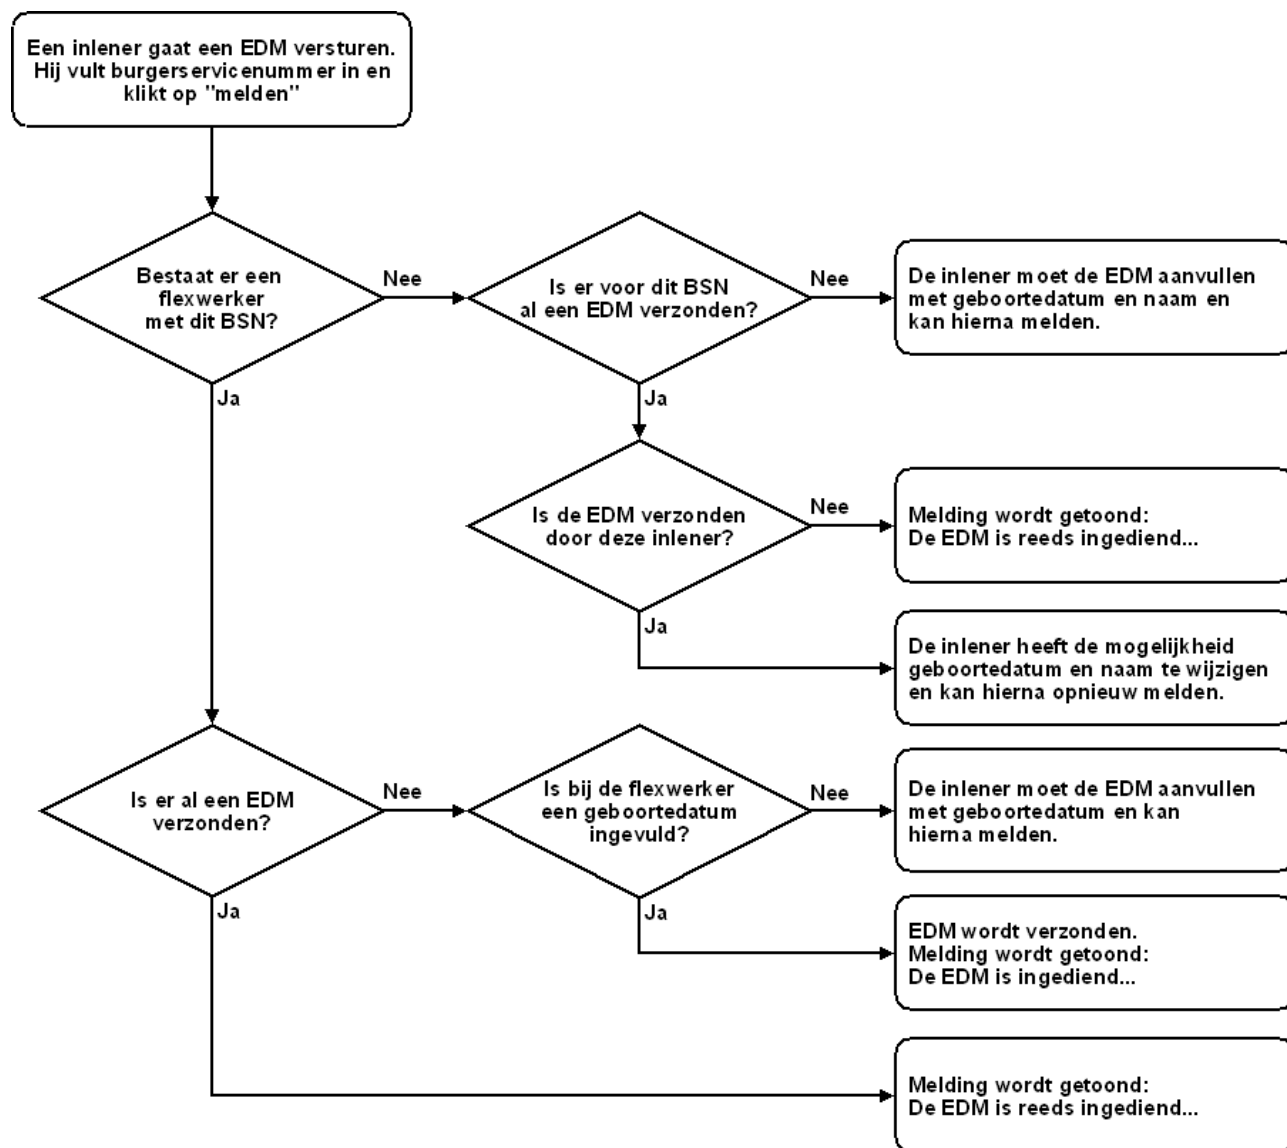 Een inlener gaat een EDM versturen.
Hij vult burgerservicenummer in en
klikt op "melden"
Bestaat er een
flexwerker
met dit BSN?
Nee
Is er voor dit BSN
al een EDM verzonden?
Nee
De inlener moet de EDM aanvullen
met geboortedatum en naam en
kan hierna melden.
Ja
Ja
Is de EDM verzonden
door deze inlener?
Nee
Melding wordt getoond:
De EDM is reeds ingediend...
Ja
De inlener heeft de mogelijkheid
geboortedatum en naam te wijzigen
en kan hierna opnieuw melden.
Is er al een EDM
verzonden?
Nee
Is bij de flexwerker
een geboortedatum
ingevuld?
Nee
De inlener moet de EDM aanvullen
met geboortedatum en kan
hierna melden.
Ja
Ja
EDM wordt verzonden.
Melding wordt getoond:
De EDM is ingediend...
Melding wordt getoond:
De EDM is reeds ingediend...